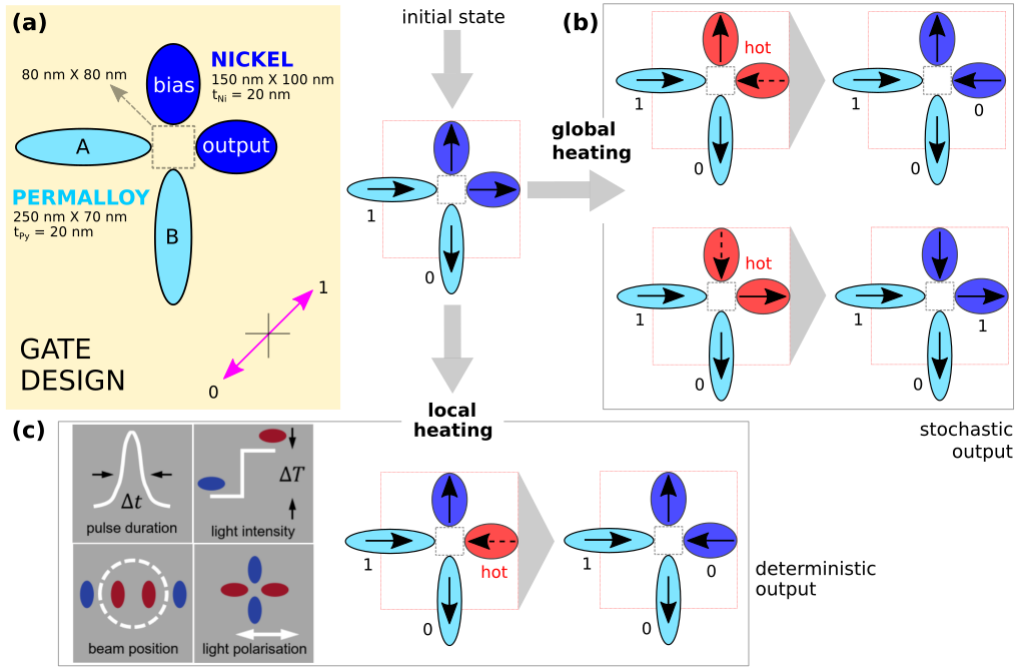 (a)
NICKEL
150 nm X 100 nm
t_Ni = 20 nm
80 nm X 80 nm
bias
A
output
PERMALLOY
250 nm X 70 nm
t_Py = 20 nm
B
1
0
GATE
DESIGN
initial state
1
0
global
heating
(b)
hot
1
0
1
0
0
hot
1
0
1
1
0
stochastic
output
local
heating
(c)
Δt
pulse duration
ΔT
light intensity
beam position
light polarisation
1
hot
0
1
0
0
deterministic
output